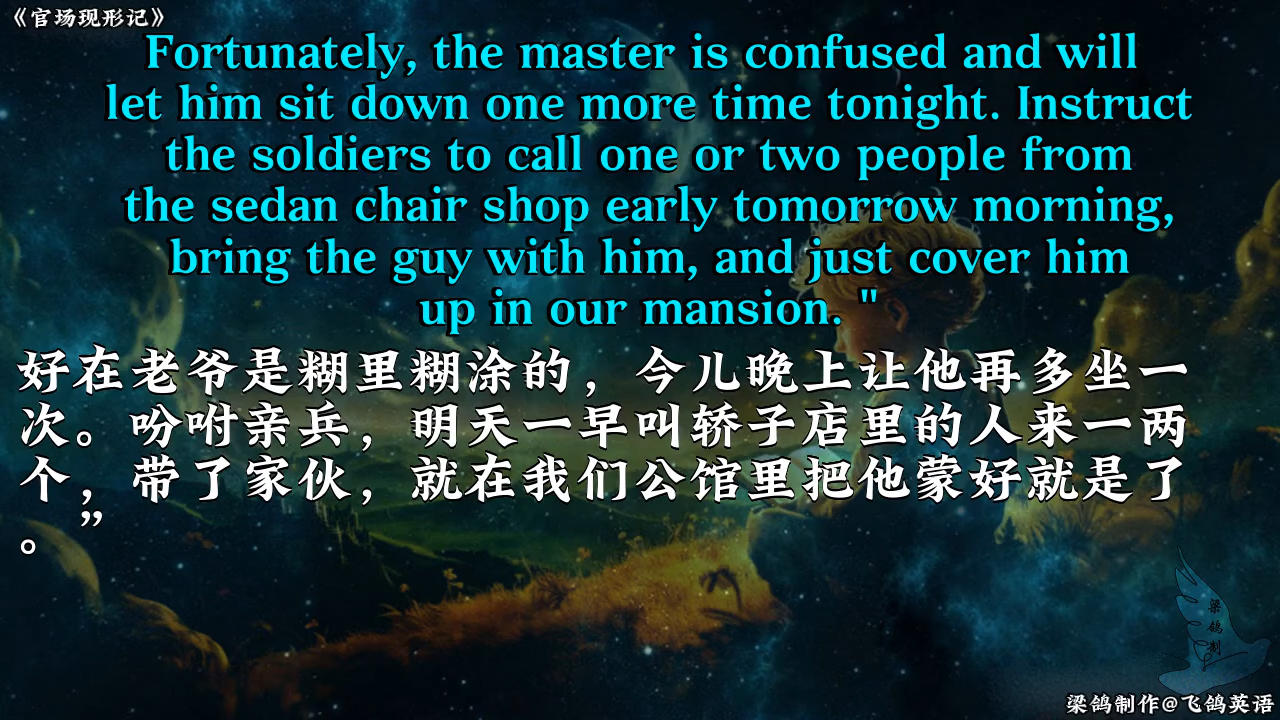 《官场现形记》
Fortunately, the master is confused and will
let him sit down one more time tonight. Instruct
the soldiers to call one or two people from
the sedan chair shop early tomorrow morning,
bring the guy with him, and just cover him
up in our mansion. "
好在老爷是糊里糊涂的，今儿晚上让他再多坐一
次。吩咐亲兵，明天一早叫轿子店里的人来一两
个，带了家伙，就在我们公馆里把他蒙好就是了
。”
梁鸽制
梁鸽制作@飞鸽英语